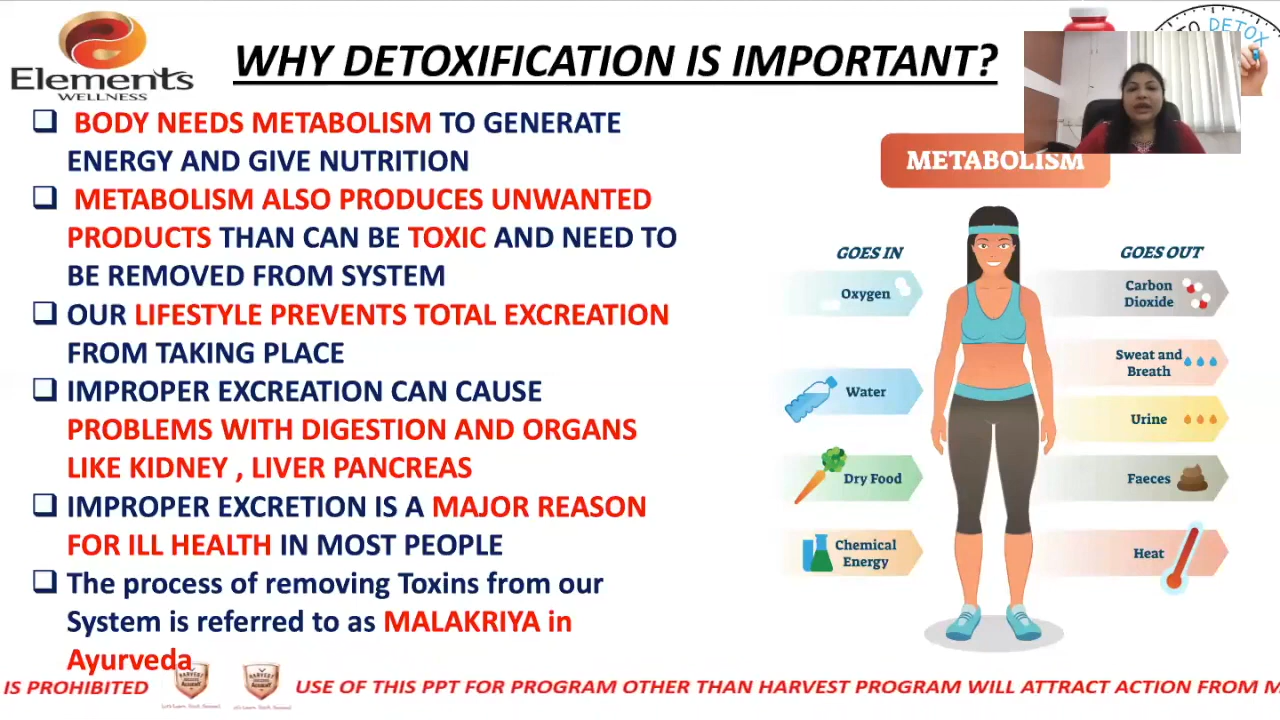 Elements
WELLNESS
WHY DETOXIFICATION IS IMPORTANT?
TO DETOX
BODY NEEDS METABOLISM TO GENERATE
ENERGY AND GIVE NUTRITION
METABOLISM ALSO PRODUCES UNWANTED
PRODUCTS THAN CAN BE TOXIC AND NEED TO
BE REMOVED FROM SYSTEM
OUR LIFESTYLE PREVENTS TOTAL EXCREATION
FROM TAKING PLACE
IMPROPER EXCREATION CAN CAUSE
PROBLEMS WITH DIGESTION AND ORGANS
LIKE KIDNEY , LIVER PANCREAS
IMPROPER EXCRETION IS A MAJOR REASON
FOR ILL HEALTH IN MOST PEOPLE
The process of removing Toxins from our
System is referred to as MALAKRIYA in
Ayurveda
METABOLISM
GOES IN
Oxygen
Water
Dry Food
Chemical
Energy
GOES OUT
Carbon
Dioxide
Sweat and
Breath
Urine
Faeces
Heat
IS PROHIBITED
HARVEST
HARVEST
USE OF THIS PPT FOR PROGRAM OTHER THAN HARVEST PROGRAM WILL ATTRACT ACTION FROM